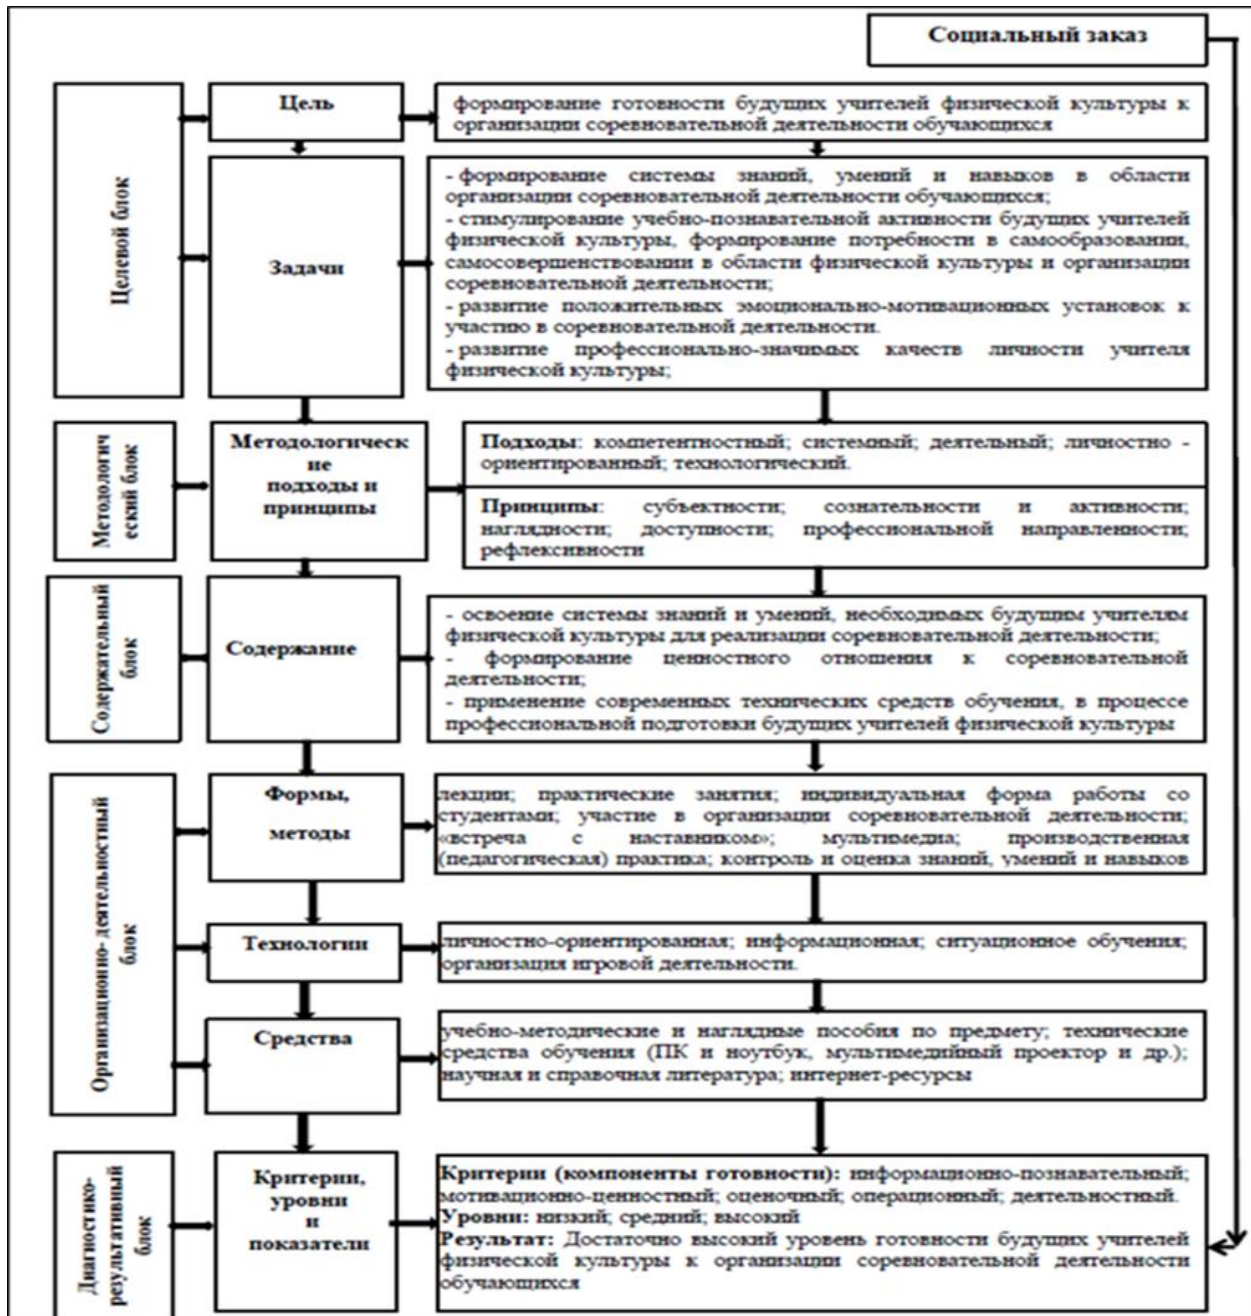 Социальный заказ
Целевой блок
Цель
формирование готовности будущих учителей физической культуры к
организации соревновательной деятельности обучающихся
Задачи
- формирование системы знаний, умений и навыков в области
организации соревновательной деятельности обучающихся;
- стимулирование учебно-познавательной активности будущих учителей
физической культуры, формирование потребности в самообразовании,
самосовершенствовании в области физической культуры и организации
соревновательной деятельности;
- развитие положительных эмоционально-мотивационных установок к
участию в соревновательной деятельности.
- развитие профессионально-значимых качеств личности учителя
физической культуры;
Методологич
еский блок
Методологическ
ие
подходы и
принципы
Подходы: компетентностный; системный; деятельный; личностно -
ориентированный; технологический.
Принципы: субъектности; сознательности и активности;
наглядности; доступности; профессиональной направленности;
рефлексивности
Содержательный
блок
Содержание
- освоение системы знаний и умений, необходимых будущим учителям
физической культуры для реализации соревновательной деятельности;
- формирование ценностного отношения к соревновательной
деятельности;
- применение современных технических средств обучения, в процессе
профессиональной подготовки будущих учителей физической культуры
Организационно- деятельностный
блок
Формы,
методы
лекции; практические занятия; индивидуальная форма работы со
студентами; участие в организации соревновательной деятельности;
«встреча с наставником»; мультимедиа; производственная
(педагогическая) практика; контроль и оценка знаний, умений и навыков
Технологии
личностно-ориентированная; информационная; ситуационное обучения;
организация игровой деятельности.
Средства
учебно-методические и наглядные пособия по предмету; технические
средства обучения (ПК и ноутбук, мультимедийный проектор и др.);
научная и справочная литература; интернет-ресурсы
Диагностико-
результативный
блок
Критерии,
уровни
и
показатели
Критерии (компоненты готовности): информационно-познавательный;
мотивационно-ценностный; оценочный; операционный; деятельностный.
Уровни: низкий; средний; высокий
Результат: Достаточно высокий уровень готовности будущих учителей
физической культуры к организации соревновательной деятельности
обучающихся